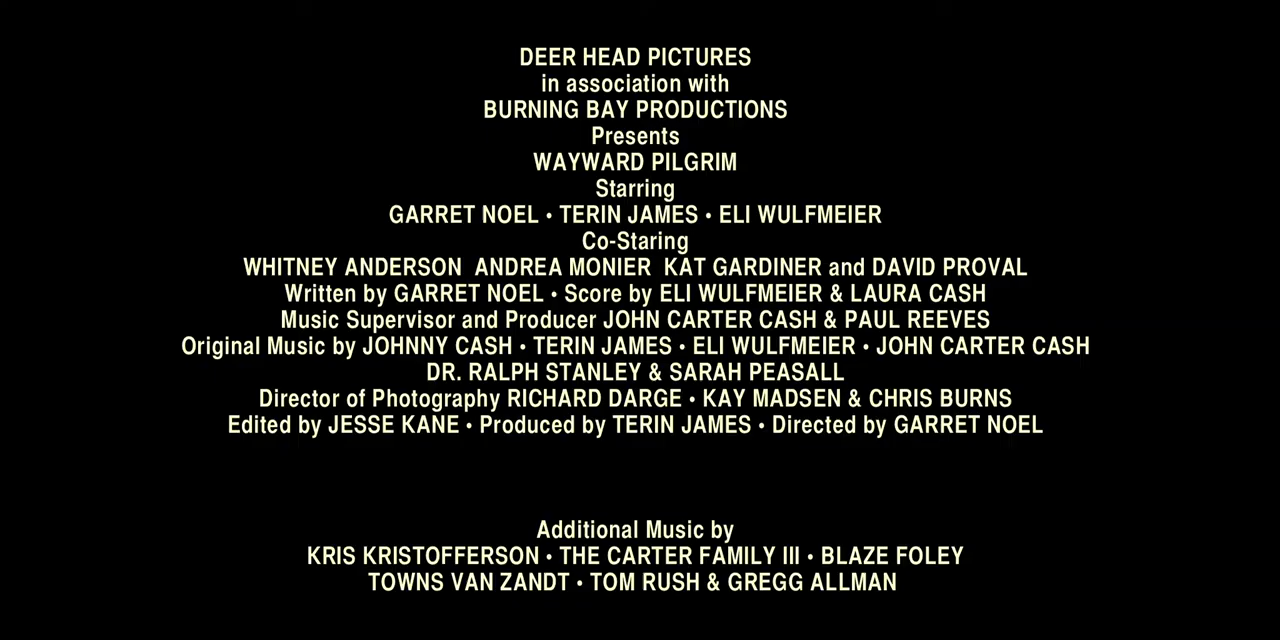 DEER HEAD PICTURES
in association with
BURNING BAY PRODUCTIONS
Presents
WAYWARD PILGRIM
Starring
GARRET NOEL • TERIN JAMES • ELI WULFMEIER
Co-Staring
WHITNEY ANDERSON  ANDREA MONIER  KAT GARDINER and DAVID PROVAL
Written by GARRET NOEL • Score by ELI WULFMEIER & LAURA CASH
Music Supervisor and Producer JOHN CARTER CASH & PAUL REEVES
Original Music by JOHNNY CASH • TERIN JAMES • ELI WULFMEIER • JOHN CARTER CASH
DR. RALPH STANLEY & SARAH PEASALL
Director of Photography RICHARD DARGE • KAY MADSEN & CHRIS BURNS
Edited by JESSE KANE • Produced by TERIN JAMES • Directed by GARRET NOEL
Additional Music by
KRIS KRISTOFFERSON • THE CARTER FAMILY III • BLAZE FOLEY
TOWNS VAN ZANDT • TOM RUSH & GREGG ALLMAN